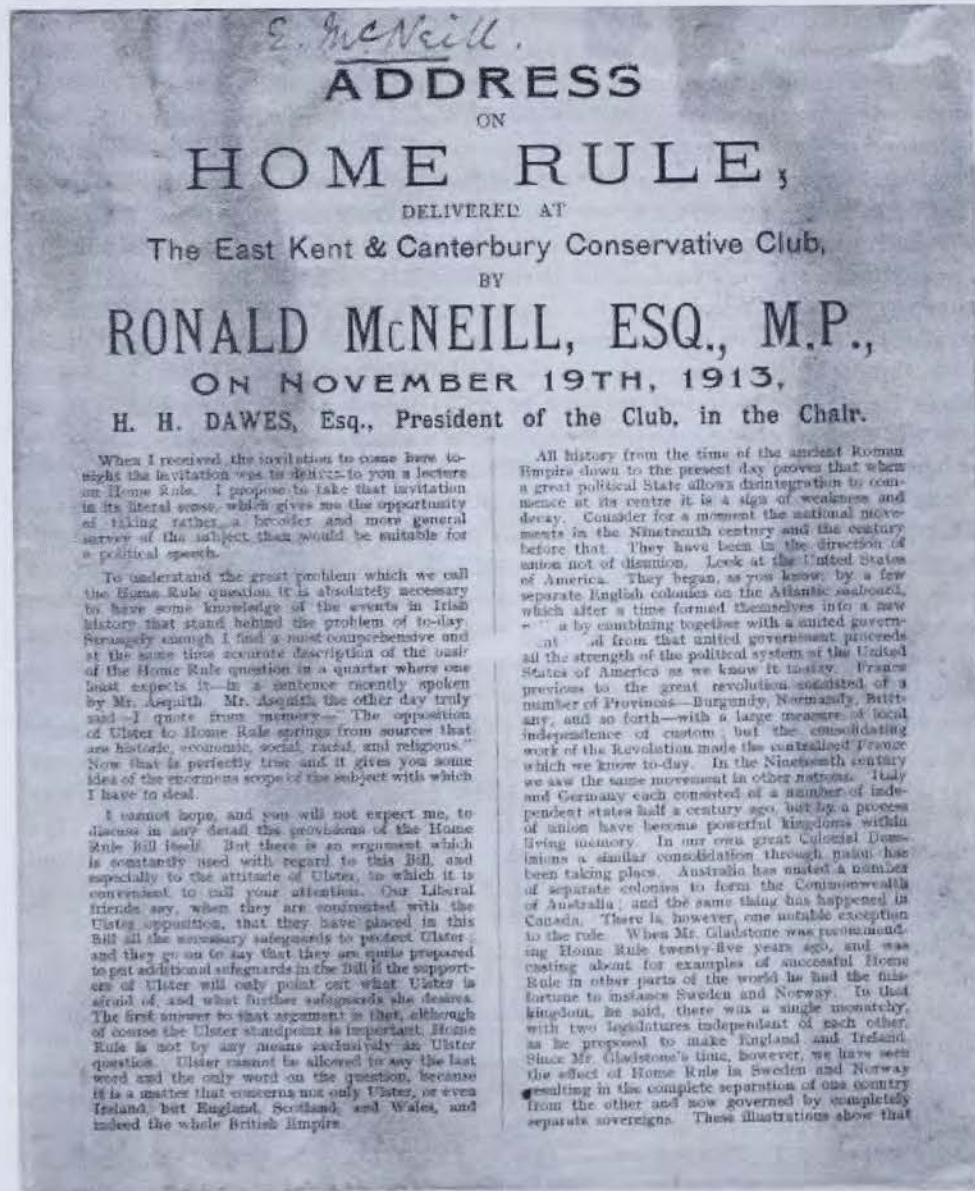 E. McNeill.
ADDRESS
ON
HOME RULE,
DELIVERED AT
The East Kent & Canterbury Conservative Club,
BY
RONALD McNEILL, ESQ., M.P.,
ON NOVEMBER 19TH, 1913,
H. H. DAWES, Esq., President of the Club, in the Chair.
When I received the invitation to come here to-
night the invitation was to deliver to you a lecture
on Home Rule. I propose to take that invitation
in its literal sense, which gives me the opportunity
of taking rather a broader and more general
survey of the subject than would be suitable for
a political speech.
To understand the great problem which we call
the Home Rule question it is absolutely necessary
to have some knowledge of the events in Irish
history that stand behind the problem of to-day.
Strangely enough I find a most comprehensive and
at the same time accurate description of the basis
of the Home Rule question in a quarter where one
least expects it—in a sentence recently spoken
by Mr. Asquith. Mr. Asquith the other day truly
said—I quote from memory—"The opposition
of Ulster to Home Rule springs from sources that
are historic, economic, social, racial, and religious."
Now that is perfectly true and it gives you some
idea of the enormous scope of the subject with which
I have to deal.
I cannot hope, and you will not expect me, to
discuss in any detail the provisions of the Home
Rule Bill itself. But there is an argument which
is constantly used with regard to this Bill, and
especially to the attitude of Ulster, to which it is
convenient to call your attention. Our Liberal
friends say, when they are confronted with the
Ulster opposition, that they have placed in this
Bill all the necessary safeguards to protect Ulster;
and they go on to say that they are quite prepared
to put additional safeguards in the Bill if the support-
ers of Ulster will only point out what Ulster is
afraid of, and what further safeguards she desires.
The first answer to that argument is that, although
of course the Ulster standpoint is important, Home
Rule is not by any means exclusively an Ulster
question. Ulster cannot be allowed to say the last
word and the only word on the question, because
it is a matter that concerns not only Ulster, or even
Ireland, but England, Scotland, and Wales, and
indeed the whole British Empire.
All history from the time of the ancient Roman
Empire down to the present day proves that when
a great political State allows disintegration to com-
mence at its centre it is a sign of weakness and
decay. Consider for a moment the national move-
ments in the Nineteenth century and the century
before that. They have been in the direction of
union not of disunion. Look at the United States
of America. They began, as you know, by a few
separate English colonies on the Atlantic seaboard,
which after a time formed themselves into a new
a by combining together with a united govern-
from that united government proceeds
all the strength of the political system of the United
States of America as we know it to-day. France
previous to the great revolution consisted of a
number of Provinces—Burgundy, Normandy, Britt-
any, and so forth—with a large measure of local
independence of custom; but the consolidating
work of the Revolution made the centralised France
which we know to-day. In the Nineteenth century
we saw the same movement in other nations. Italy
and Germany each consisted of a number of inde-
pendent states half a century ago, but by a process
of union have become powerful kingdoms within
living memory. In our own great Colonial Dom-
inions a similar consolidation through union has
been taking place. Australia has united a number
of separate colonies to form the Commonwealth
of Australia; and the same thing has happened in
Canada. There is, however, one notable exception
to the rule. When Mr. Gladstone was recommend-
ing Home Rule twenty-five years ago, and was
casting about for examples of successful Home
Rule in other parts of the world he had the mis-
fortune to instance Sweden and Norway. In that
kingdom, he said, there was a single monarchy,
with two legislatures independent of each other,
as he proposed to make England and Ireland.
Since Mr. Gladstone's time, however, we have seen
the effect of Home Rule in Sweden and Norway
resulting in the complete separation of one country
from the other and now governed by completely
separate sovereigns. These illustrations show that